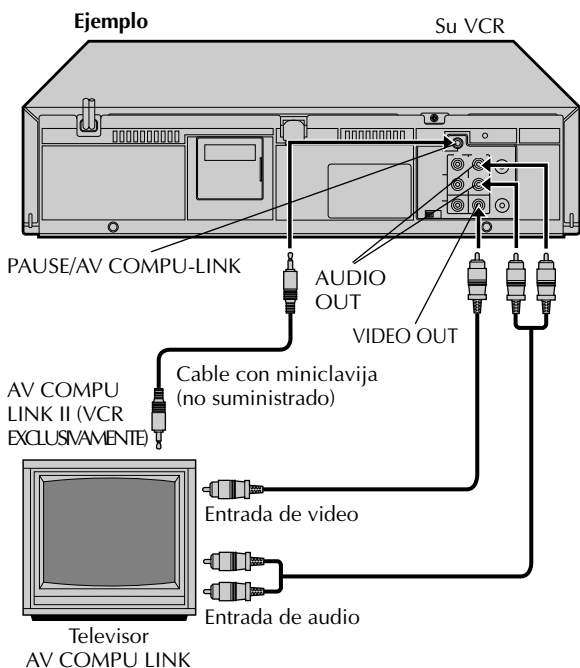 Ejemplo
Su VCR
PAUSE/AV COMPU-LINK
AUDIO
OUT
VIDEO OUT
Cable con miniclavija
(no suministrado)
AV COMPU
LINK II (VCR
EXCLUSIVAMENTE)
Entrada de video
Entrada de audio
Televisor
AV COMPU LINK